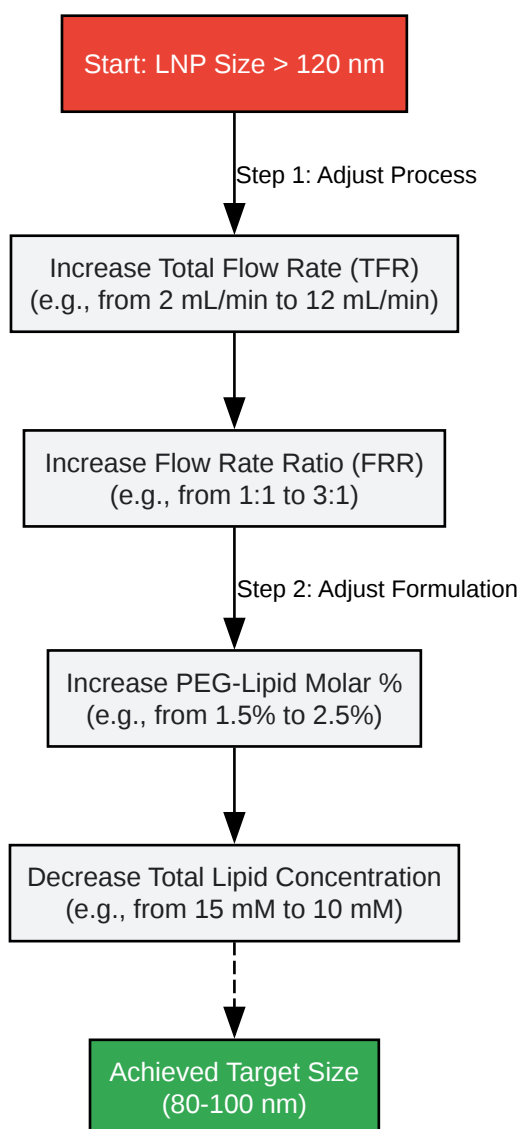 Start: LNP Size > 120 nm
Step 1: Adjust Process
Increase Total Flow Rate (TFR)
(e.g., from 2 mL/min to 12 mL/min)
Increase Flow Rate Ratio (FRR)
(e.g., from 1:1 to 3:1)
Step 2: Adjust Formulation
Increase PEG-Lipid Molar %
(e.g., from 1.5% to 2.5%)
Decrease Total Lipid Concentration
(e.g., from 15 mM to 10 mM)
Achieved Target Size
(80-100 nm)